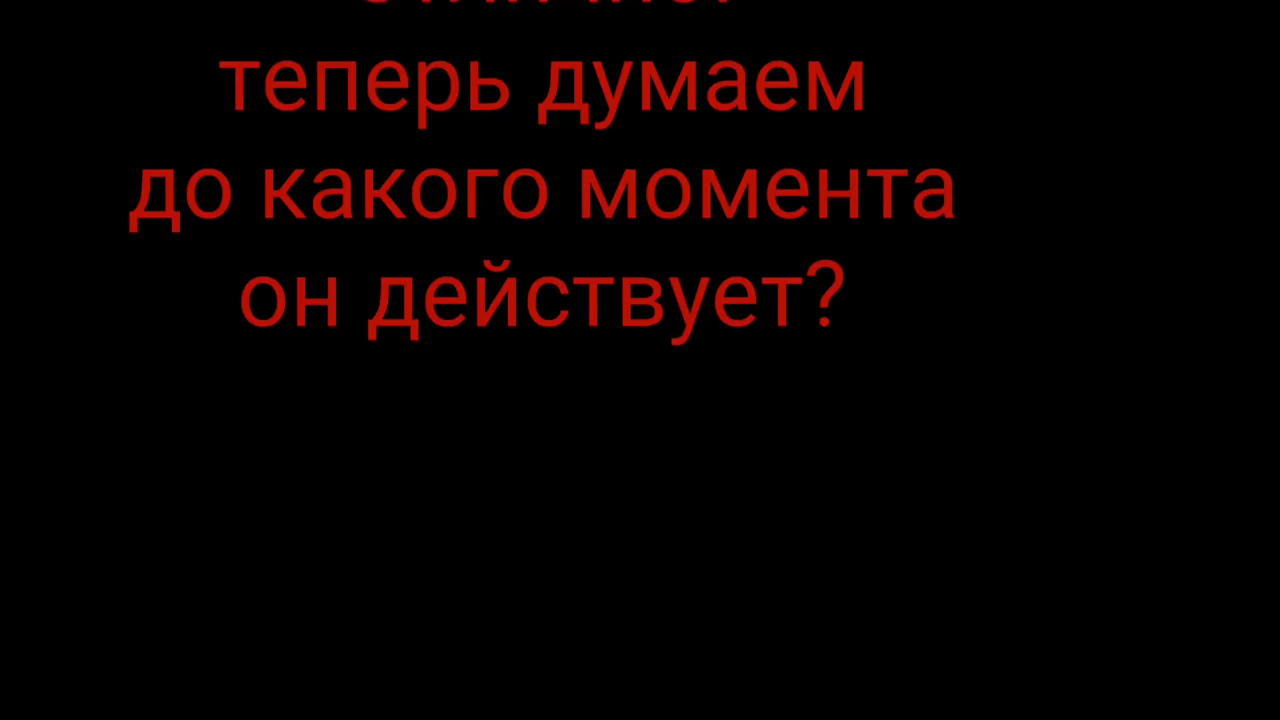 теперь думаем
до какого момента
он действует?